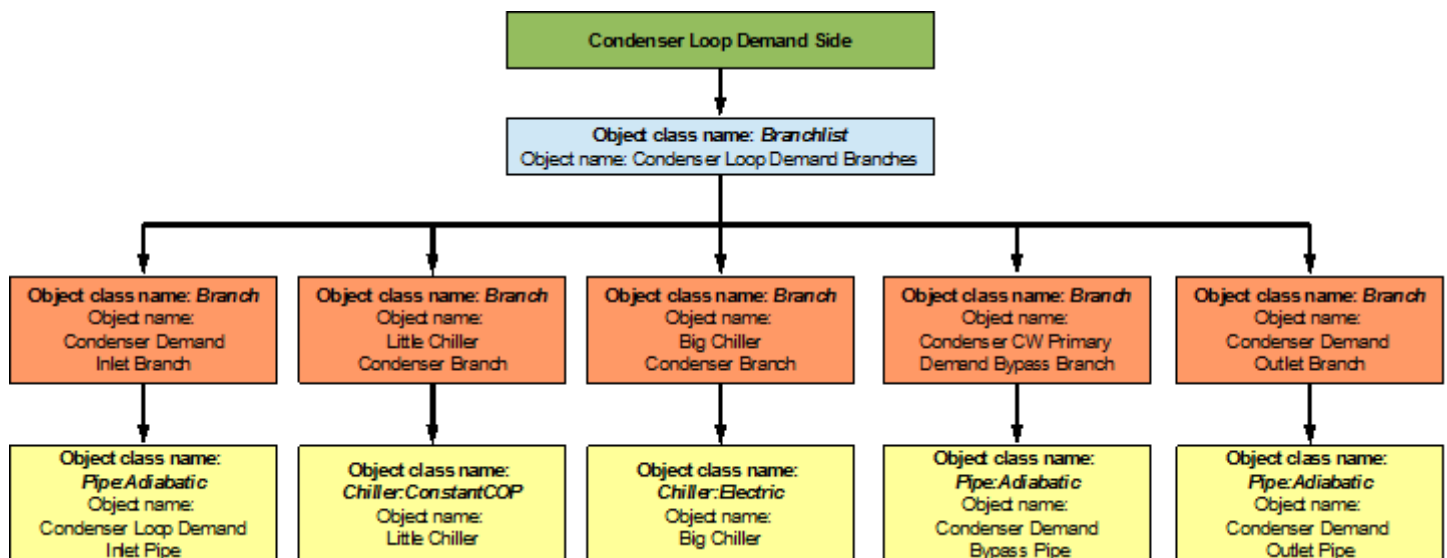 Condenser Loop Demand Side
Object class name: Branchlist
Object name: Condenser Loop Demand Branches
Object class name: Branch
Object name:
Condenser Demand
Inlet Branch
Object class name: Branch
Object name:
Little Chiller
Condenser Branch
Object class name: Branch
Object name:
Big Chiller
Condenser Branch
Object class name: Branch
Object name:
Condenser CW Primary
Demand Bypass Branch
Object class name: Branch
Object name:
Condenser Demand
Outlet Branch
Object class name:
Pipe:Adiabatic
Object name:
Condenser Loop Demand
Inlet Pipe
Object class name:
Chiller:ConstantCOP
Object name:
Little Chiller
Object class name:
Chiller:Electric
Object name:
Big Chiller
Object class name:
Pipe:Adiabatic
Object name:
Condenser Demand
Bypass Pipe
Object class name:
Pipe:Adiabatic
Object name:
Condenser Demand
Outlet Pipe